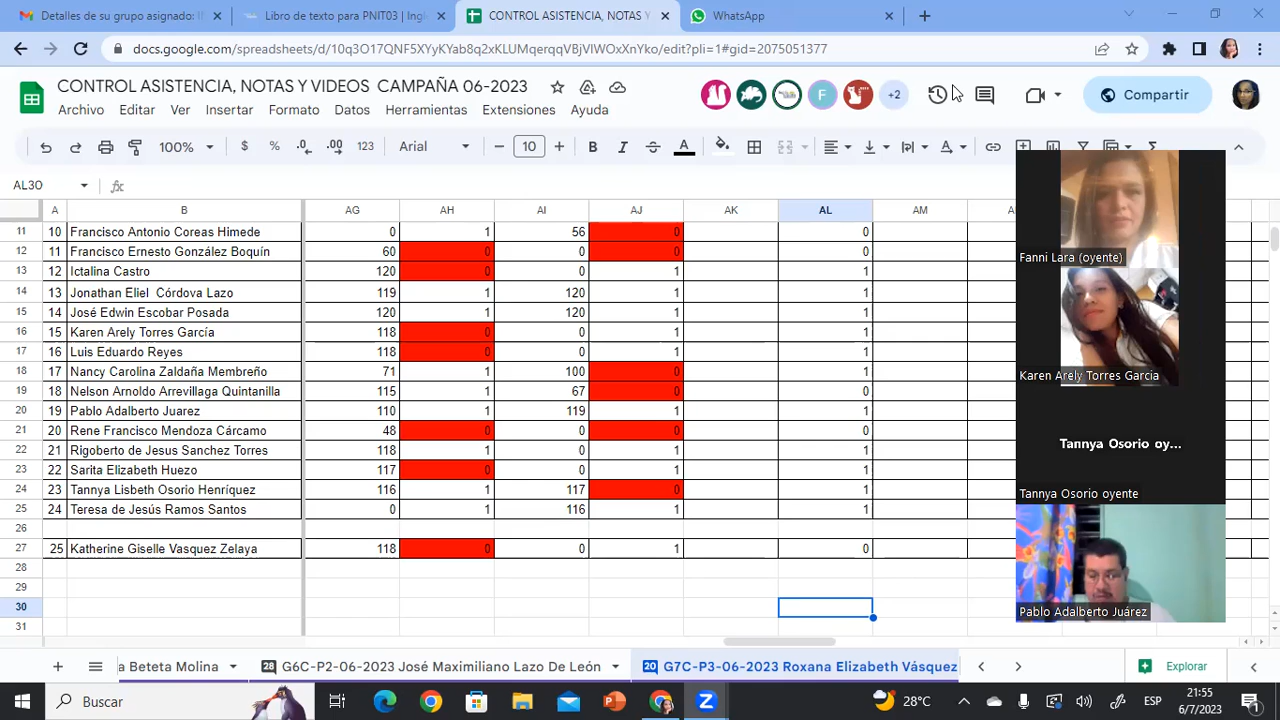 Detalles de su grupo asignado: I
Libro de texto para PNIT03 | Ingl
CONTROL ASISTENCIA, NOTAS Y
WhatsApp
docs.google.com/spreadsheets/d/10q3O17QNF5XYyKYab8q2xKLUMqerqqVBjVIWOxXnYko/edit?pli=1#gid=2075051377
CONTROL ASISTENCIA, NOTAS Y VIDEOS CAMPAÑA 06-2023
F
+2
Compartir
Archivo Editar Ver Insertar Formato Datos Herramientas Extensiones Ayuda
100% $ % .0 .00 123 Arial 10 B I A
AL30 fx
A B AG AH AI AJ AK AL AM
11 10 Francisco Antonio Coreas Himede 0 1 56 0 0
12 11 Francisco Ernesto González Boquín 60 0 0 0 0
13 12 Ictalina Castro 120 0 0 1 1
14 13 Jonathan Eliel Córdova Lazo 119 1 120 1 1
15 14 José Edwin Escobar Posada 120 1 120 1 1
16 15 Karen Arely Torres García 118 0 0 1 1
17 16 Luis Eduardo Reyes 118 0 0 1 1
18 17 Nancy Carolina Zaldaña Membreño 71 1 100 0 1
19 18 Nelson Arnoldo Arrevillaga Quintanilla 115 1 67 0 0
20 19 Pablo Adalberto Juarez 110 1 119 1 1
21 20 Rene Francisco Mendoza Cárcamo 48 0 0 0 0
22 21 Rigoberto de Jesus Sanchez Torres 118 1 0 1 1
23 22 Sarita Elizabeth Huezo 117 0 0 1 1
24 23 Tannya Lisbeth Osorio Henríquez 116 1 117 0 1
25 24 Teresa de Jesús Ramos Santos 0 1 116 1 1
26
27 25 Katherine Giselle Vasquez Zelaya 118 0 0 1 0
28
29
30
31
Fanni Lara (oyente)
Karen Arely Torres Garcia
Tannya Osorio oy...
Tannya Osorio oyente
Pablo Adalberto Juárez
a Beteta Molina
28 G6C-P2-06-2023 José Maximiliano Lazo De León
20 G7C-P3-06-2023 Roxana Elizabeth Vásquez
Explorar
Buscar
28°C
ESP
21:55
6/7/2023
1